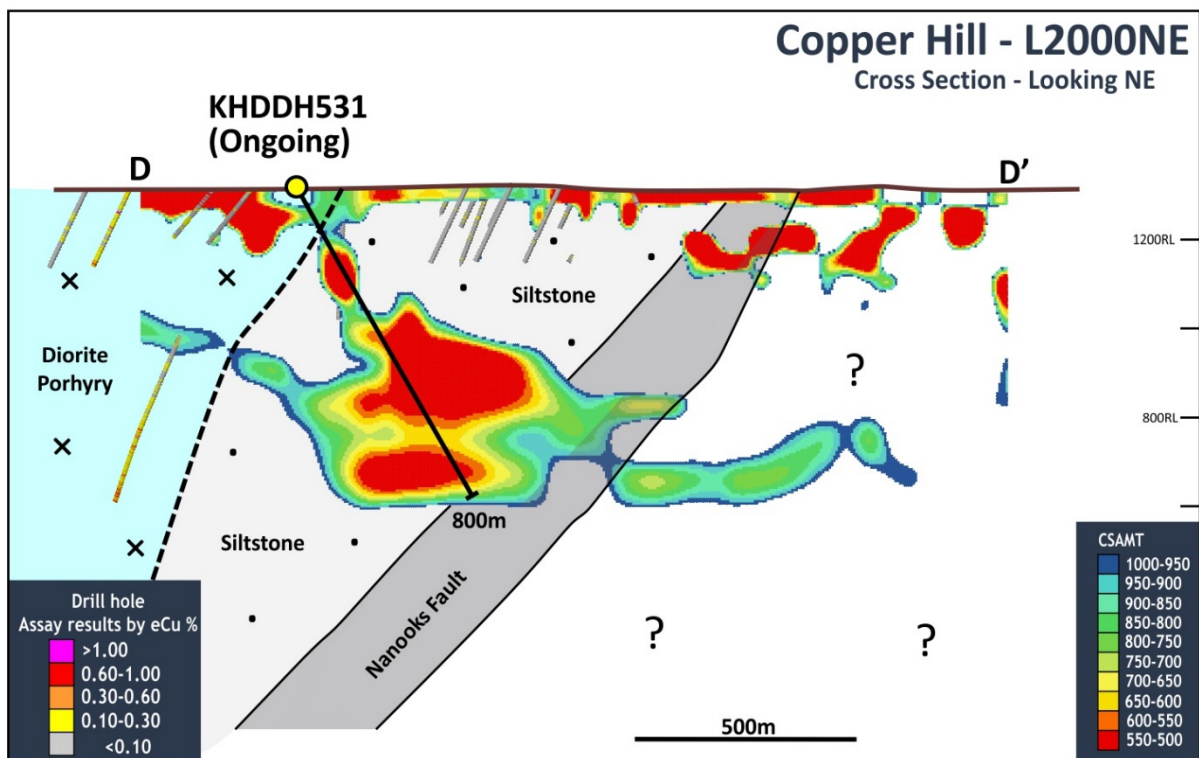 Copper Hill - L2000NE
Cross Section - Looking NE
KHDDH531
(Ongoing)
D
D'
1200RL
Siltstone
Diorite
Porhyry
?
800RL
800m
Siltstone
Nanooks Fault
?
?
500m
Drill hole
Assay results by eCu %
>1.00
0.60-1.00
0.30-0.60
0.10-0.30
<0.10
CSAMT
1000-950
950-900
900-850
850-800
800-750
750-700
700-650
650-600
600-550
550-500